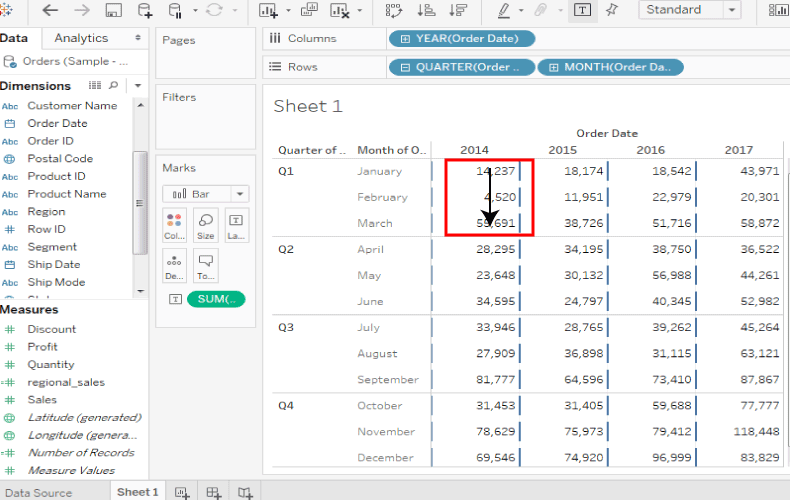 Standard
Data
Analytics
Orders (Sample - ...
Dimensions
Abc Customer Name
Order Date
Abc Order ID
Postal Code
Abc Product ID
Abc Product Name
Abc Region
# Row ID
Abc Segment
Ship Date
Abc Ship Mode
Measures
# Discount
# Profit
# Quantity
=# regional_sales
# Sales
Latitude (generated)
Longitude (genera...
=# Number of Records
# Measure Values
Pages
Filters
Marks
Bar
Col...
Size
La...
De...
To...
SUM(..
Columns
YEAR(Order Date)
Rows
QUARTER(Order ..
MONTH(Order Da..
Sheet 1
Order Date
Quarter of .. Month of O.. 2014 2015 2016 2017
Q1 January 14,237 18,174 18,542 43,971
February 4,520 11,951 22,979 20,301
March 55,691 38,726 51,716 58,872
Q2 April 28,295 34,195 38,750 36,522
May 23,648 30,132 56,988 44,261
June 34,595 24,797 40,345 52,982
Q3 July 33,946 28,765 39,262 45,264
August 27,909 36,898 31,115 63,121
September 81,777 64,596 73,410 87,867
Q4 October 31,453 31,405 59,688 77,777
November 78,629 75,973 79,412 118,448
December 69,546 74,920 96,999 83,829
Data Source
Sheet 1